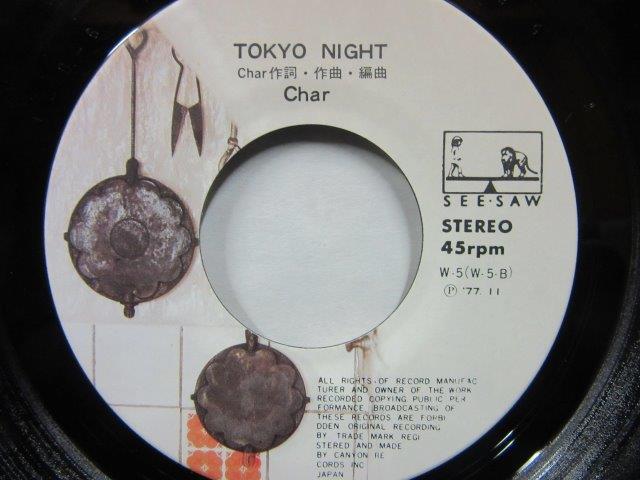 TOKYO NIGHT
Char作詞・作曲・編曲
Char
SEE·SAW
STEREO
45rpm
W-5(W-5-B)
Ⓟ '77. 11
ALL RIGHTS OF RECORD MANUFAC
TURER AND OWNER OF THE WORK
RECORDED COPYING PUBLIC PER
FORMANCE BROADCASTING OF
THESE RECORDS ARE FORBI
DDEN ORIGINAL RECORDING
BY TRADE MARK REGI
STERED AND MADE
BY CANYON RE
CORDS INC
JAPAN